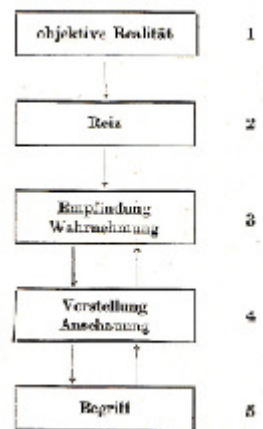 objektive Realität 1
Reiz 2
Empfindung
Wahrnehmung 3
Vorstellung
Anschauung 4
Begriff 5